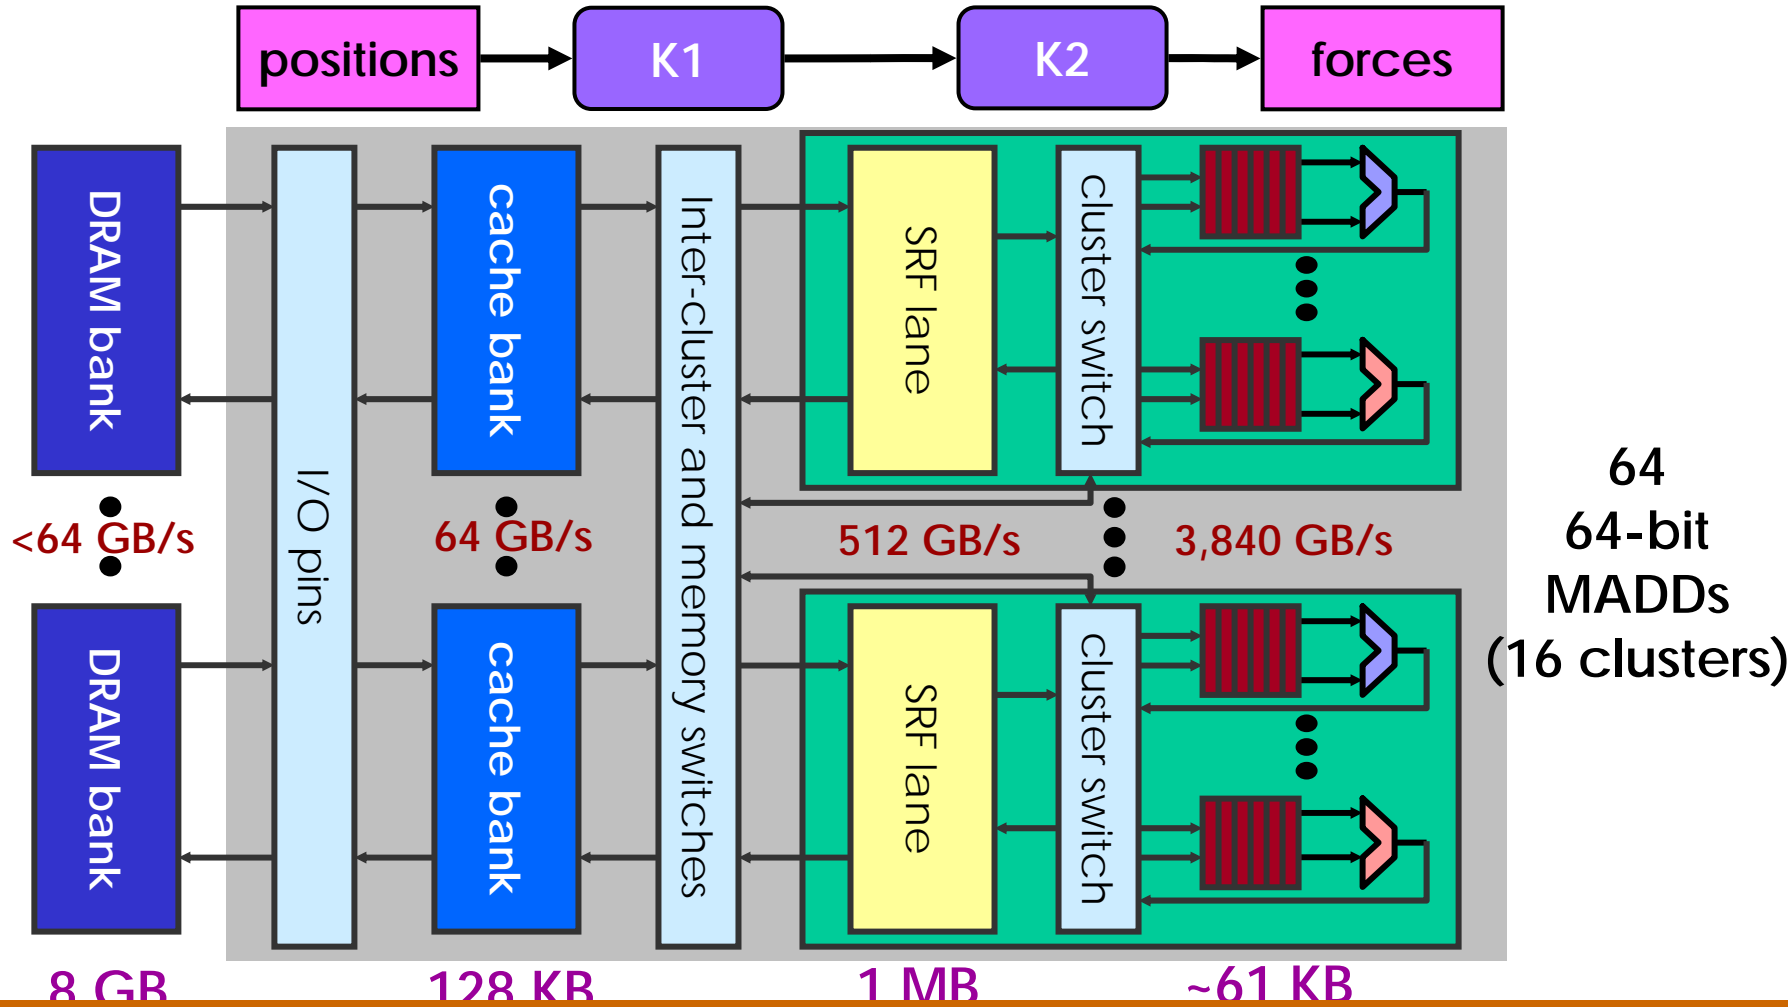 positions
K1
K2
forces
DRAM bank
I/O pins
cache bank
Inter-cluster and memory switches
SRF lane
Cluster switch
<64 GB/s
64 GB/s
512 GB/s
3,840 GB/s
64
64-bit
MADDs
(16 clusters)
DRAM bank
cache bank
SRF lane
Cluster switch
8 GB
128 KB
1 MB
~61 KB